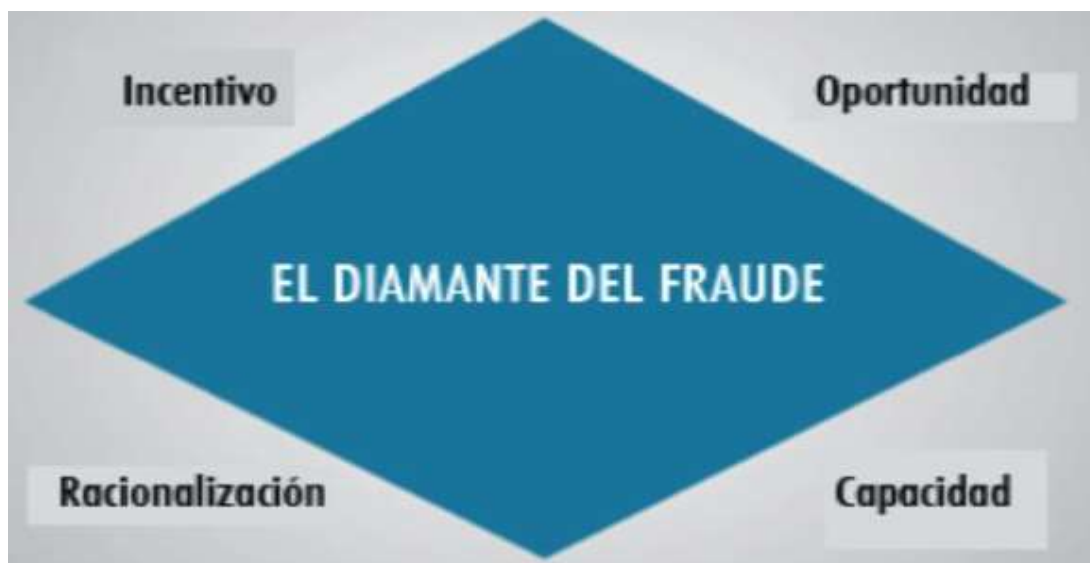 Incentivo
Oportunidad
EL DIAMANTE DEL FRAUDE
Racionalización
Capacidad